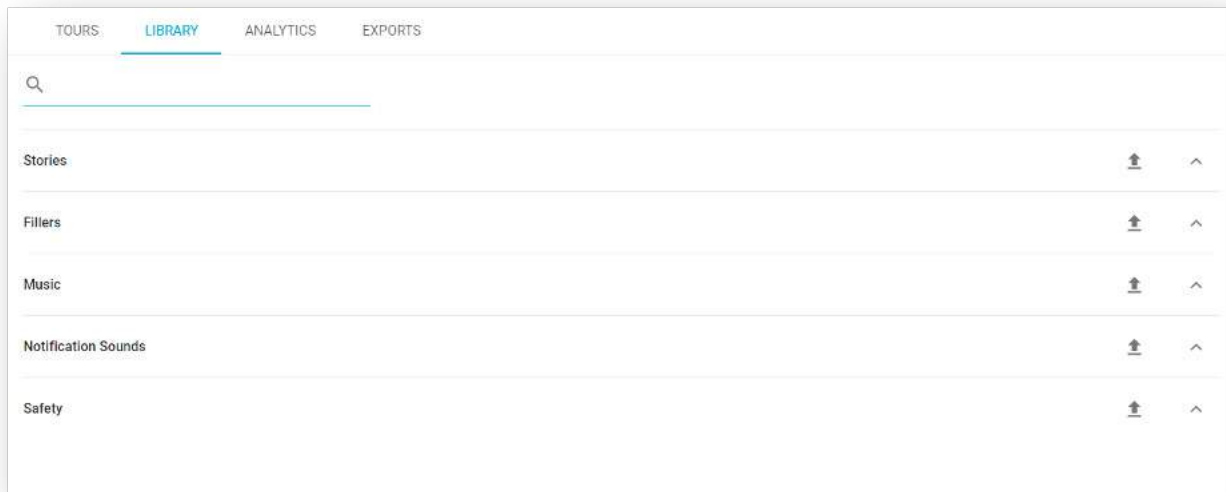 TOURS LIBRARY ANALYTICS EXPORTS
Stories
Fillers
Music
Notification Sounds
Safety